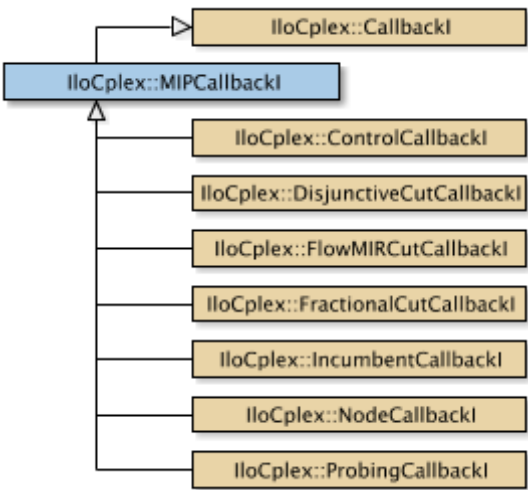 IloCplex::CallbackI
IloCplex::MIPCallbackI
IloCplex::ControlCallbackI
IloCplex::DisjunctiveCutCallbackI
IloCplex::FlowMIRCutCallbackI
IloCplex::FractionalCutCallbackI
IloCplex::IncumbentCallbackI
IloCplex::NodeCallbackI
IloCplex::ProbingCallbackI